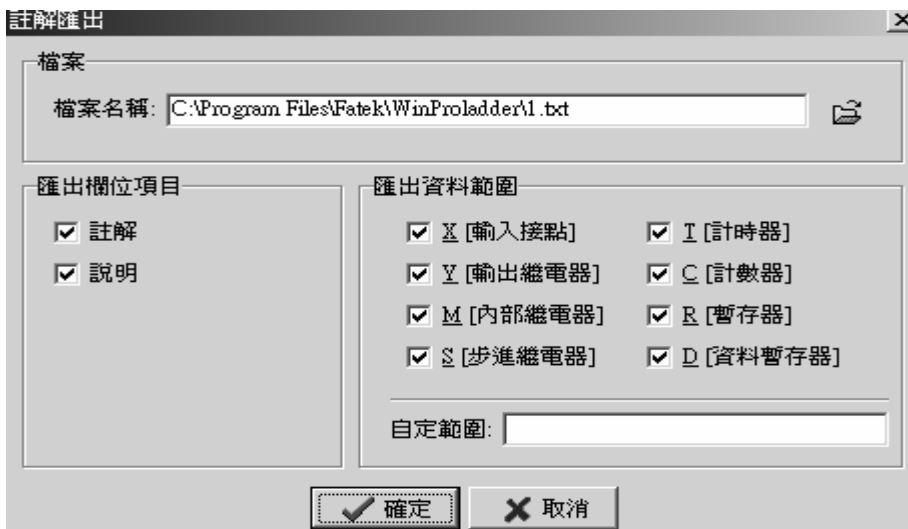 註解匯出
檔案
檔案名稱: C:\Program Files\Fatek\WinProladder\1.txt
匯出欄位項目
註解
說明
匯出資料範圍
X [輸入接點]
T [計時器]
Y [輸出繼電器]
C [計數器]
M [內部繼電器]
R [暫存器]
S [步進繼電器]
D [資料暫存器]
自定範圍:
確定
取消